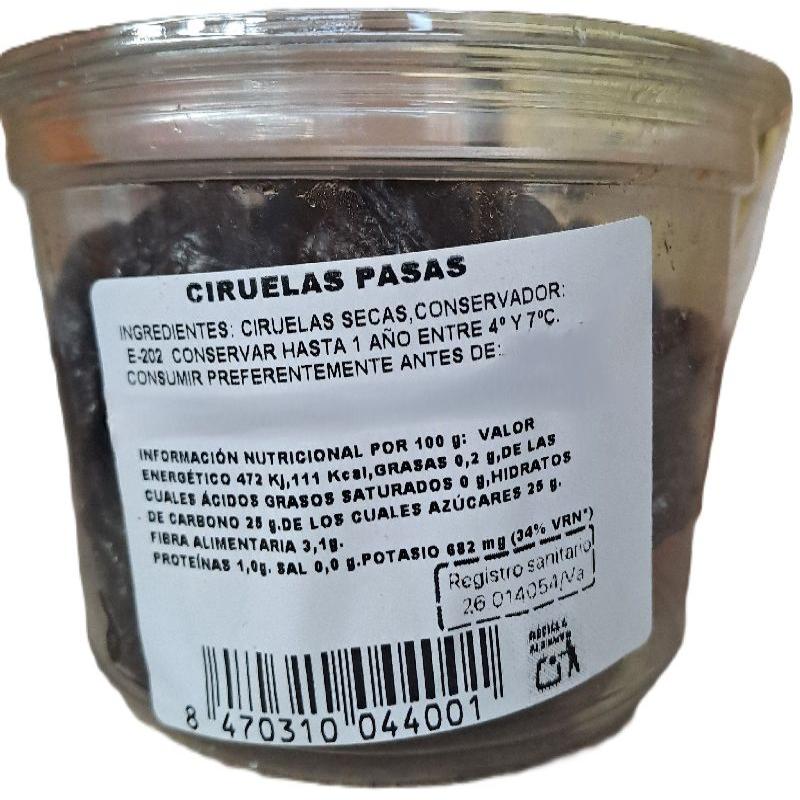 CIRUELAS PASAS
INGREDIENTES: CIRUELAS SECAS,CONSERVADOR:
E-202 CONSERVAR HASTA 1 AÑO ENTRE 4º Y 7ºC.
CONSUMIR PREFERENTEMENTE ANTES DE:
INFORMACIÓN NUTRICIONAL POR 100 g: VALOR
ENERGÉTICO 472 Kj,111 Kcal,GRASAS 0,2 g,DE LAS
CUALES ÁCIDOS GRASOS SATURADOS 0 g,HIDRATOS
DE CARBONO 25 g.DE LOS CUALES AZÚCARES 25 g.
FIBRA ALIMENTARIA 3,1g.
PROTEÍNAS 1,0g. SAL 0,0 g.POTASIO 682 mg (34% VRN*)
Registro sanitario
26 014054/Va
8 470310 044001